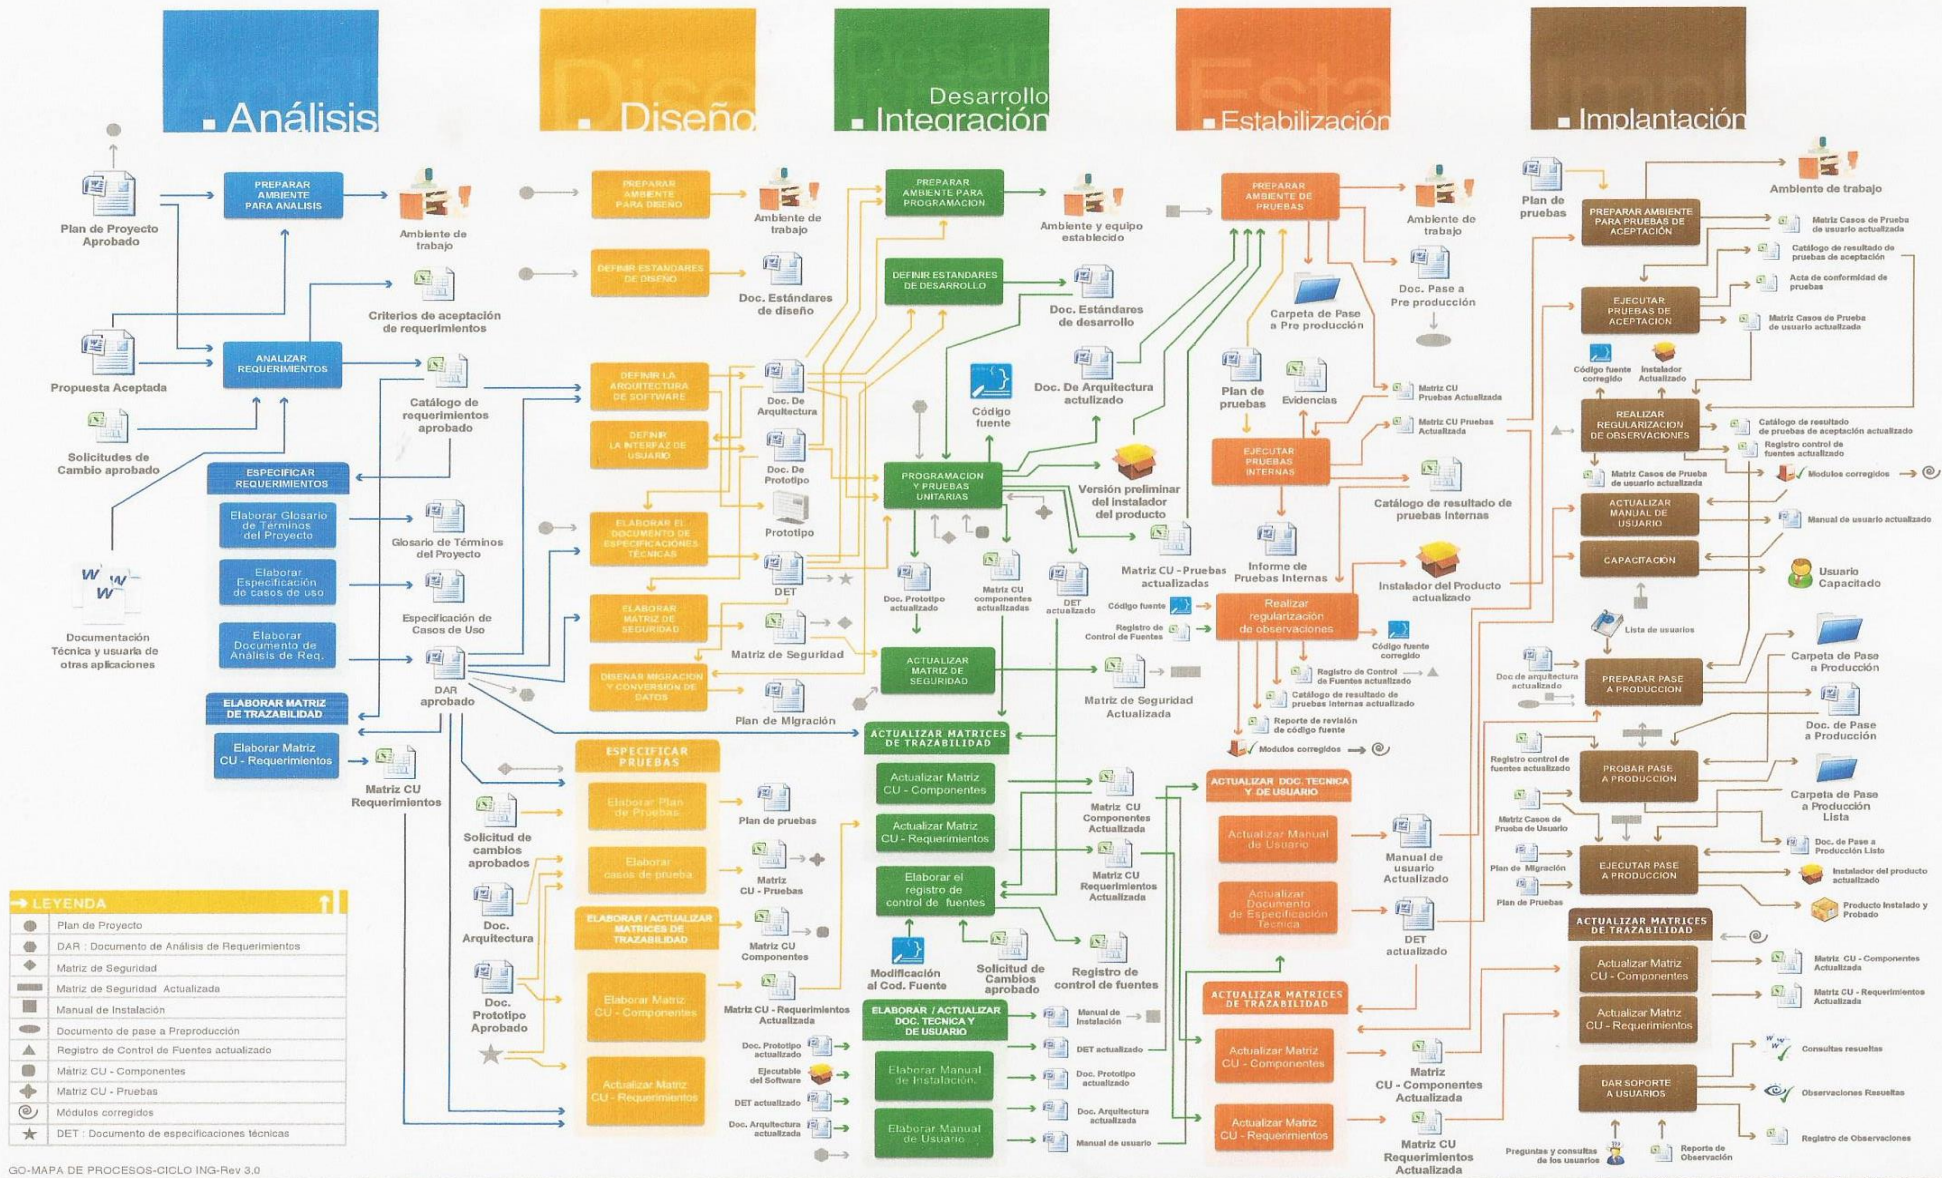 Análisis
Diseño
Desarrollo
Integración
Estabilización
Implantación
Plan de Proyecto
Aprobado
PREPARAR
AMBIENTE
PARA ANALISIS
Ambiente de
trabajo
Criterios de aceptación
de requerimientos
Propuesta Aceptada
ANALIZAR
REQUERIMIENTOS
Catálogo de
requerimientos
aprobado
Solicitudes de
Cambio aprobado
ESPECIFICAR
REQUERIMIENTOS
Elaborar Glosario
de Términos
del Proyecto
Glosario de Términos
del Proyecto
Elaborar
Especificación
de casos de uso
Especificación de
Casos de Uso
Documentación
Técnica y usuaria de
otras aplicaciones
Elaborar
Documento de
Análisis de Req.
DAR
aprobado
ELABORAR MATRIZ
DE TRAZABILIDAD
Elaborar Matriz
CU - Requerimientos
Matriz CU
Requerimientos
LEYENDA
Plan de Proyecto
DAR : Documento de Análisis de Requerimientos
Matriz de Seguridad
Matriz de Seguridad Actualizada
Manual de Instalación
Documento de pase a Preproducción
Registro de Control de Fuentes actualizado
Matriz CU - Componentes
Matriz CU - Pruebas
Módulos corregidos
DET : Documento de especificaciones técnicas
GO-MAPA DE PROCESOS-CICLO ING-Rev 3.0
PREPARAR
AMBIENTE
PARA DISEÑO
Ambiente de
trabajo
DEFINIR ESTANDARES
DE DISEÑO
Doc. Estándares
de diseño
DEFINIR LA
ARQUITECTURA
DE SOFTWARE
Doc. De
Arquitectura
DEFINIR
LA INTERFAZ DE
USUARIO
Doc. De
Prototipo
Prototipo
ELABORAR EL
DOCUMENTO DE
ESPECIFICACIONES
TÉCNICAS
DET
ELABORAR
MATRIZ DE
SEGURIDAD
Matriz de Seguridad
DISEÑAR MIGRACION
Y CONVERSIÓN DE
DATOS
Plan de Migración
ESPECIFICAR
PRUEBAS
Elaborar Plan
de Pruebas
Plan de pruebas
Solicitud de
cambios
aprobados
Elaborar
casos de prueba
Matriz
CU - Pruebas
Doc.
Arquitectura
ELABORAR / ACTUALIZAR
MATRICES DE
TRAZABILIDAD
Matriz CU
Componentes
Doc.
Prototipo
Aprobado
Elaborar Matriz
CU - Componentes
Matriz CU - Requerimientos
Actualizada
Actualizar Matriz
CU - Requerimientos
PREPARAR
AMBIENTE PARA
PROGRAMACION
Ambiente y equipo
establecido
DEFINIR ESTANDARES
DE DESARROLLO
Doc. Estándares
de desarrollo
Código
fuente
Doc. De Arquitectura
actulizado
PROGRAMACION
Y PRUEBAS
UNITARIAS
Versión preliminar
del instalador
del producto
Doc. Prototipo
actualizado
Matriz CU
componentes
actualizadas
DET
actualizado
Matriz CU - Pruebas
actualizadas
ACTUALIZAR
MATRIZ DE
SEGURIDAD
Matriz de Seguridad
Actualizada
ACTUALIZAR MATRICES
DE TRAZABILIDAD
Actualizar Matriz
CU - Componentes
Matriz CU
Componentes
Actualizada
Actualizar Matriz
CU - Requerimientos
Matriz CU
Requerimientos
Actualizada
Elaborar el
registro de
control de fuentes
Modificación
al Cod. Fuente
Solicitud de
Cambios
aprobado
Registro de
control de fuentes
ELABORAR / ACTUALIZAR
DOC. TECNICA Y
DE USUARIO
Manual de
Instalación
Doc. Prototipo
actualizado
DET actualizado
Ejecutable
del Software
Elaborar Manual
de Instalación.
Doc. Prototipo
actualizado
DET actualizado
Doc. Arquitectura
actualizada
Doc. Arquitectura
actualizada
Elaborar Manual
de Usuario
Manual de usuario
PREPARAR
AMBIENTE DE
PRUEBAS
Ambiente de
trabajo
Doc. Pase a
Pre producción
Carpeta de Pase
a Pre producción
Plan de
pruebas
Evidencias
Matriz CU
Pruebas Actualizada
Matriz CU Pruebas
Actualizada
EJECUTAR
PRUEBAS
INTERNAS
Catálogo de resultado de
pruebas Internas
Informe de
Pruebas Internas
Instalador del Producto
actualizado
Código fuente
Registro de
Control de Fuentes
Realizar
regularización
de observaciones
Código fuente
corregido
Registro de Control
de Fuentes actualizado
Catálogo de resultado de
pruebas internas actualizado
Reporte de revisión
de código fuente
Modulos corregidos
ACTUALIZAR DOC. TECNICA
Y DE USUARIO
Actualizar Manual
de Usuario
Manual de
usuario
Actualizado
Actualizar
Documento
de Especificación
Técnica
DET
actualizado
ACTUALIZAR MATRICES
DE TRAZABILIDAD
Actualizar Matriz
CU - Componentes
Matriz
CU - Componentes
Actualizada
Actualizar Matriz
CU - Requerimientos
Matriz CU
Requerimientos
Actualizada
Plan de
pruebas
Ambiente de trabajo
PREPARAR AMBIENTE
PARA PRUEBAS DE
ACEPTACIÓN
Matriz Casos de Prueba
de usuario actualizada
Catálogo de resultado de
pruebas de aceptación
Acta de conformidad de
pruebas
EJECUTAR
PRUEBAS DE
ACEPTACION
Matriz Casos de Prueba
de usuario actualizada
Código fuente
corregido
Instalador
Actualizado
REALIZAR
REGULARIZACION
DE OBSERVACIONES
Catálogo de resultado
de pruebas de aceptación actualizado
Registro control de
fuentes actualizado
Matriz Casos de Prueba
de usuario actualizada
Modulos corregidos
ACTUALIZAR
MANUAL DE
USUARIO
Manual de usuario actualizado
CAPACITACIÓN
Usuario
Capacitado
Lista de usuarios
Carpeta de Pase
a Producción
Doc de arquitectura
actualizado
PREPARAR PASE
A PRODUCCION
Doc. de Pase
a Producción
Registro control de
fuentes actualizado
PROBAR PASE
A PRODUCCION
Carpeta de Pase
a Producción
Lista
Matriz Casos de
Prueba de Usuario
Doc. de Pase a
Producción Listo
Plan de Migración
EJECUTAR PASE
A PRODUCCION
Instalador del producto
actualizado
Plan de Pruebas
Producto Instalado y
Probado
ACTUALIZAR MATRICES
DE TRAZABILIDAD
Actualizar Matriz
CU - Componentes
Matriz CU - Componentes
Actualizada
Actualizar Matriz
CU - Requerimientos
Matriz CU - Requerimientos
Actualizada
Consultas resueltas
DAR SOPORTE
A USUARIOS
Observaciones Resueltas
Registro de Observaciones
Preguntas y consultas
de los usuarios
Reporte de
Observación